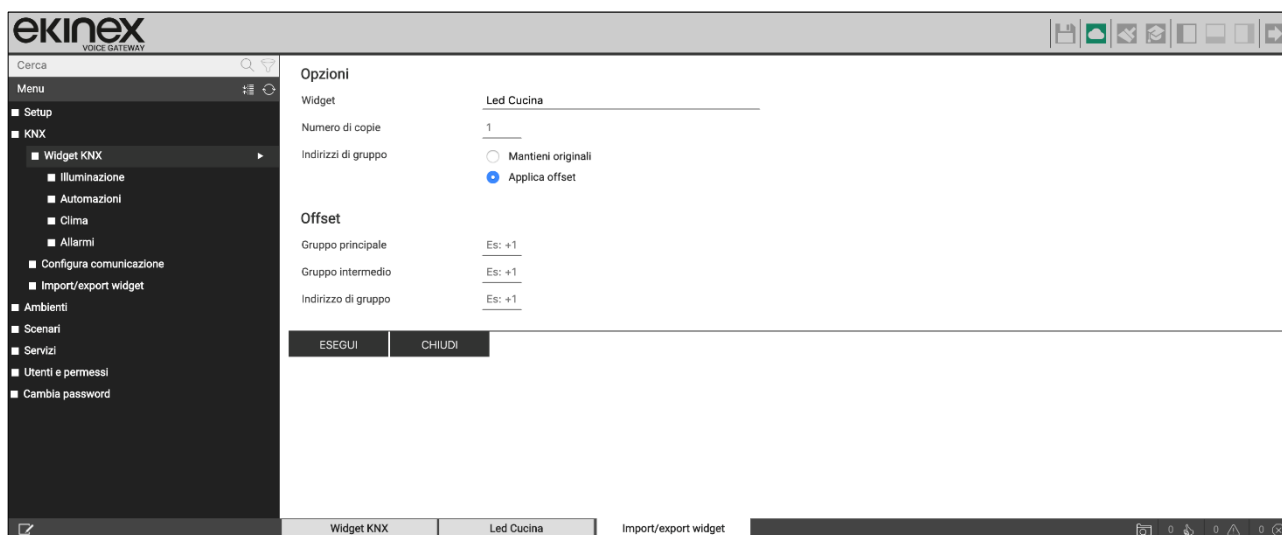 ekinex
VOICE GATEWAY
Cerca
Menu
Setup
KNX
Widget KNX
Illuminazione
Automazioni
Clima
Allarmi
Configura comunicazione
Import/export widget
Ambienti
Scenari
Servizi
Utenti e permessi
Cambia password
Opzioni
Widget Led Cucina
Numero di copie 1
Indirizzi di gruppo Mantieni originali
Applica offset
Offset
Gruppo principale Es: +1
Gruppo intermedio Es: +1
Indirizzo di gruppo Es: +1
ESEGUI CHIUDI
Widget KNX Led Cucina Import/export widget 0 0 0